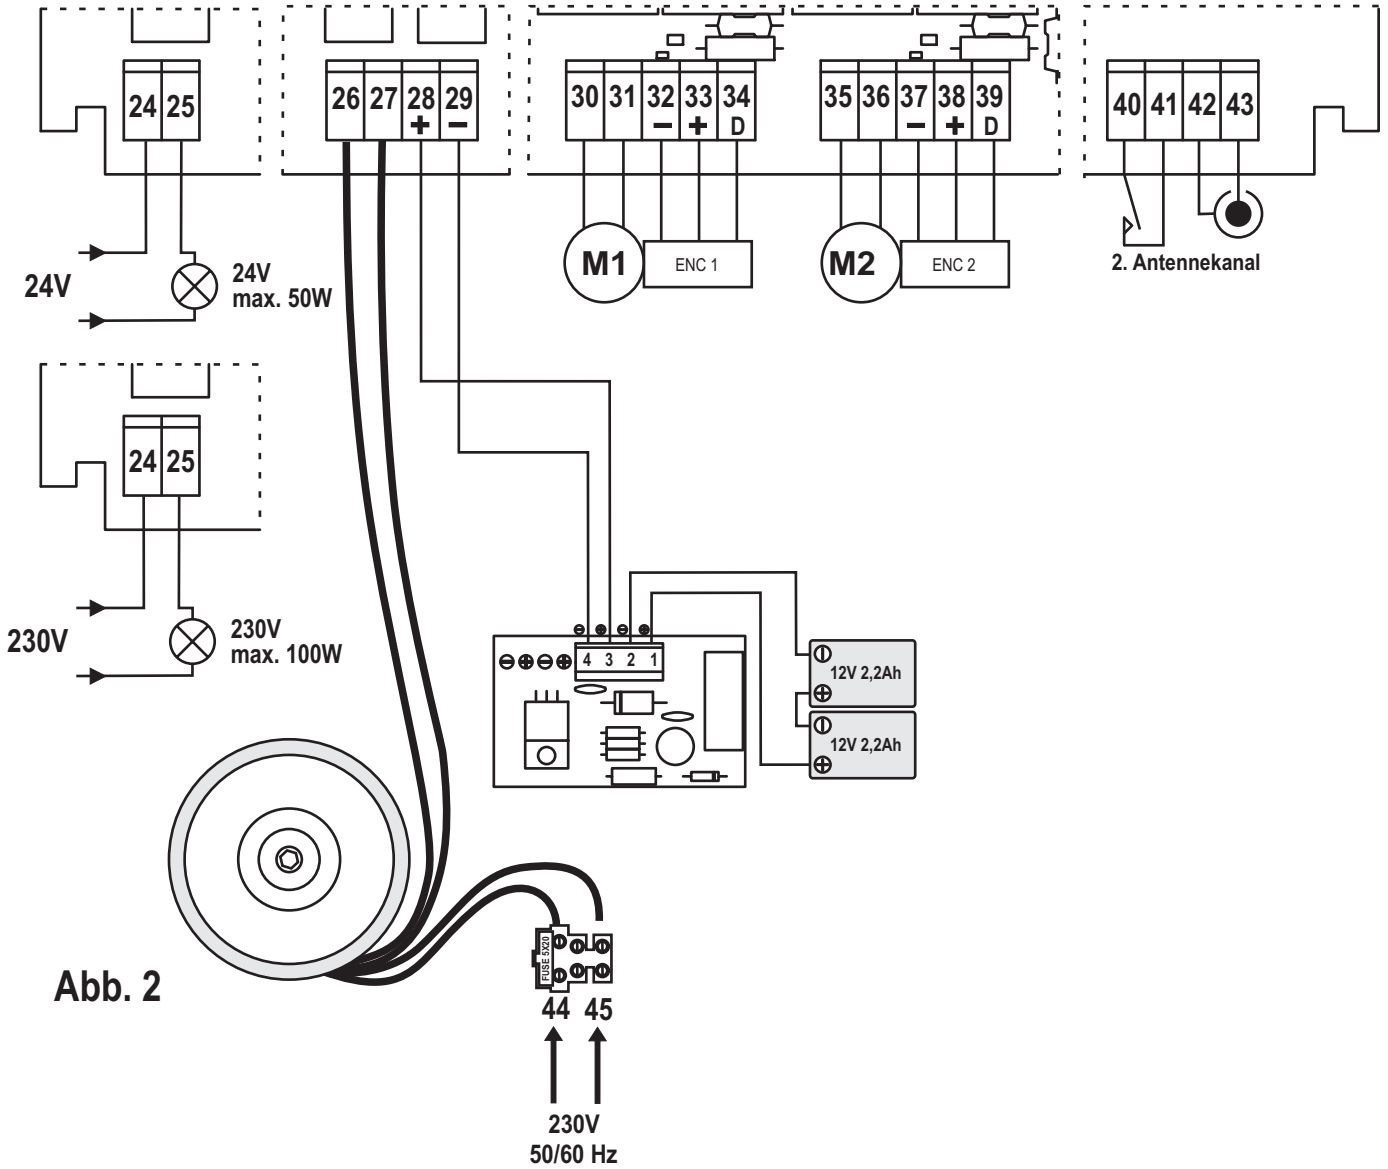 24 25
26 27 28 29
+ −
30 31 32 33 34
− + D
35 36 37 38 39
− + D
40 41 42 43
24V
24V
max. 50W
M1
ENC 1
M2
ENC 2
2. Antennekanal
24 25
230V
230V
max. 100W
4 3 2 1
12V 2,2Ah
12V 2,2Ah
FUSE 5X20
44 45
Abb. 2
230V
50/60 Hz